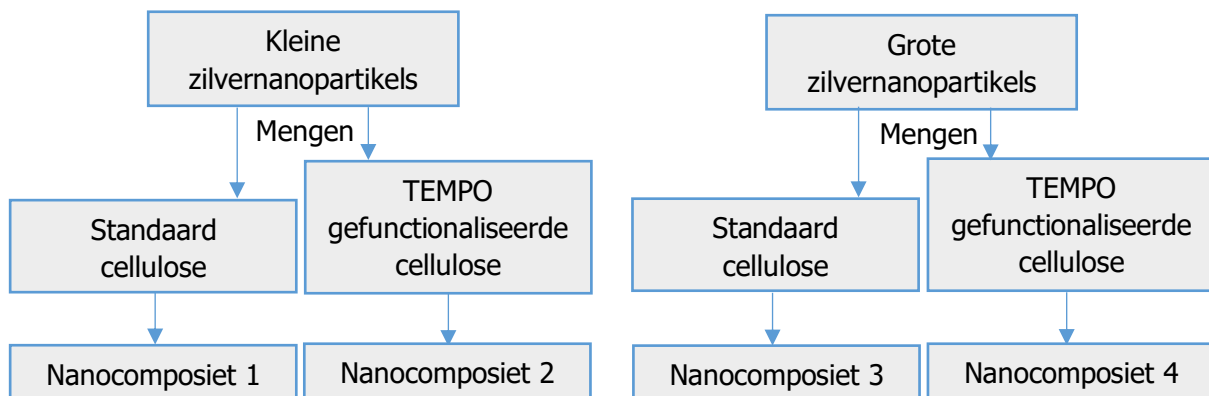 Kleine
zilvernanopartikels
Mengen
Standaard
cellulose
TEMPO
gefunctionaliseerde
cellulose
Nanocomposiet 1
Nanocomposiet 2
Grote
zilvernanopartikels
Mengen
Standaard
cellulose
TEMPO
gefunctionaliseerde
cellulose
Nanocomposiet 3
Nanocomposiet 4